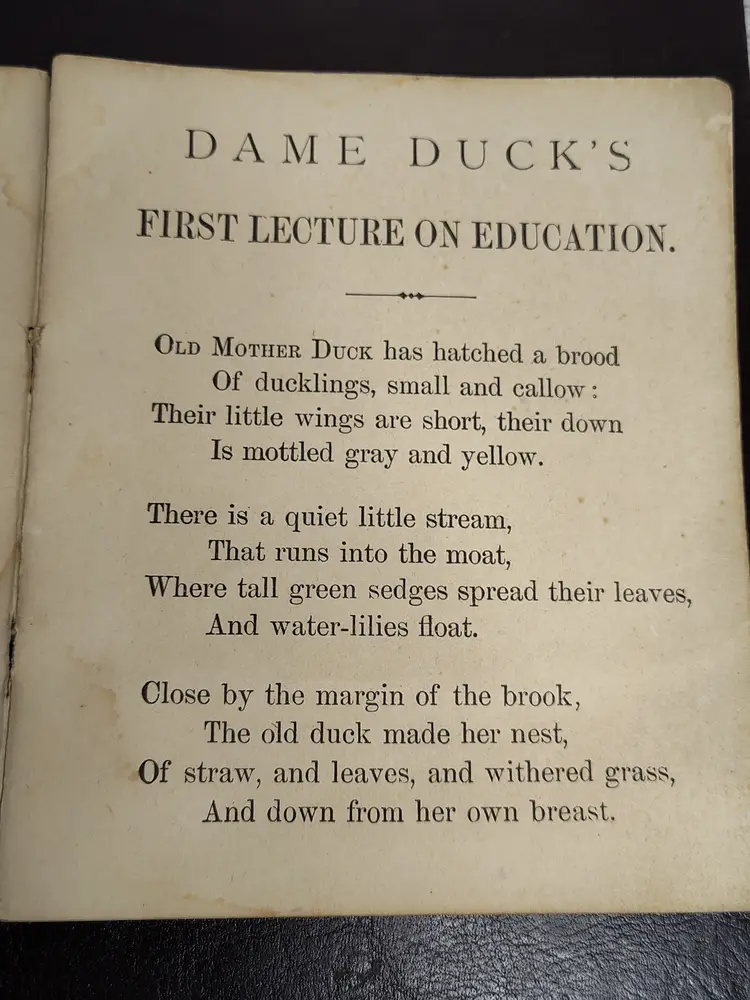 DAME DUCK'S
FIRST LECTURE ON EDUCATION.
OLD MOTHER DUCK has hatched a brood
Of ducklings, small and callow:
Their little wings are short, their down
Is mottled gray and yellow.
There is a quiet little stream,
That runs into the moat,
Where tall green sedges spread their leaves,
And water-lilies float.
Close by the margin of the brook,
The old duck made her nest,
Of straw, and leaves, and withered grass,
And down from her own breast.